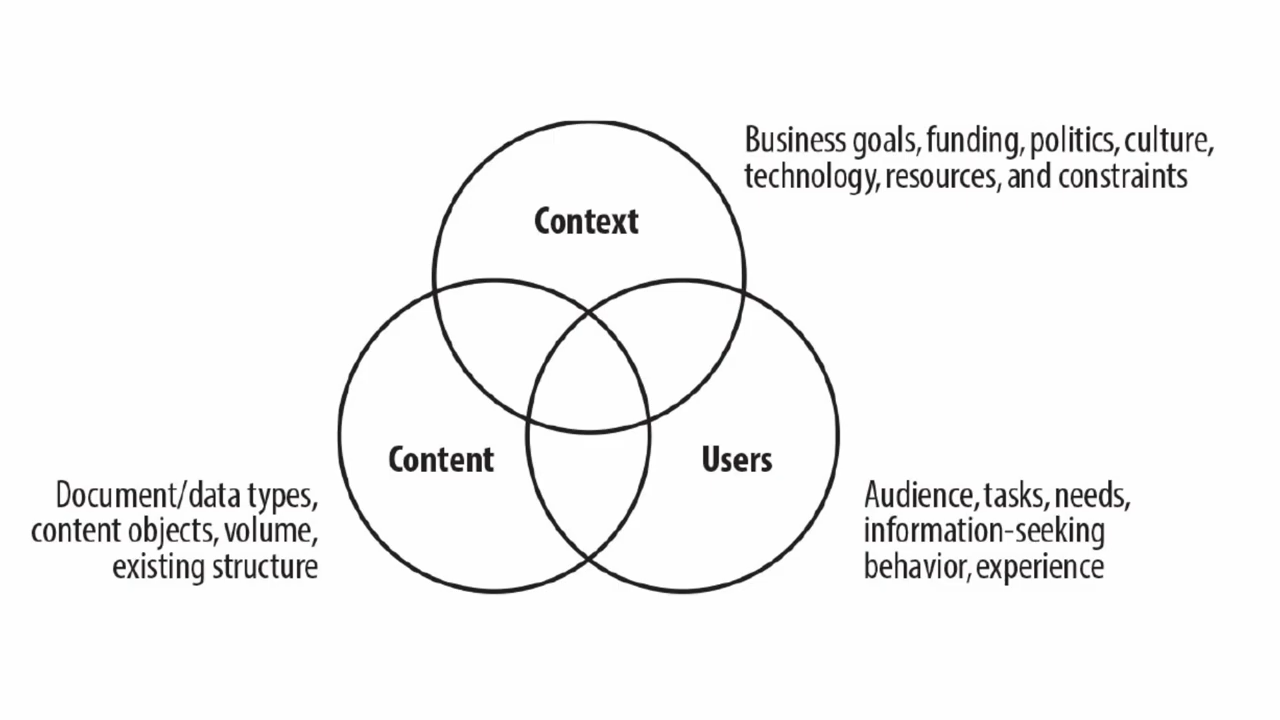 Business goals, funding, politics, culture,
technology, resources, and constraints
Context
Content
Users
Document/data types,
content objects, volume,
existing structure
Audience, tasks, needs,
information-seeking
behavior, experience